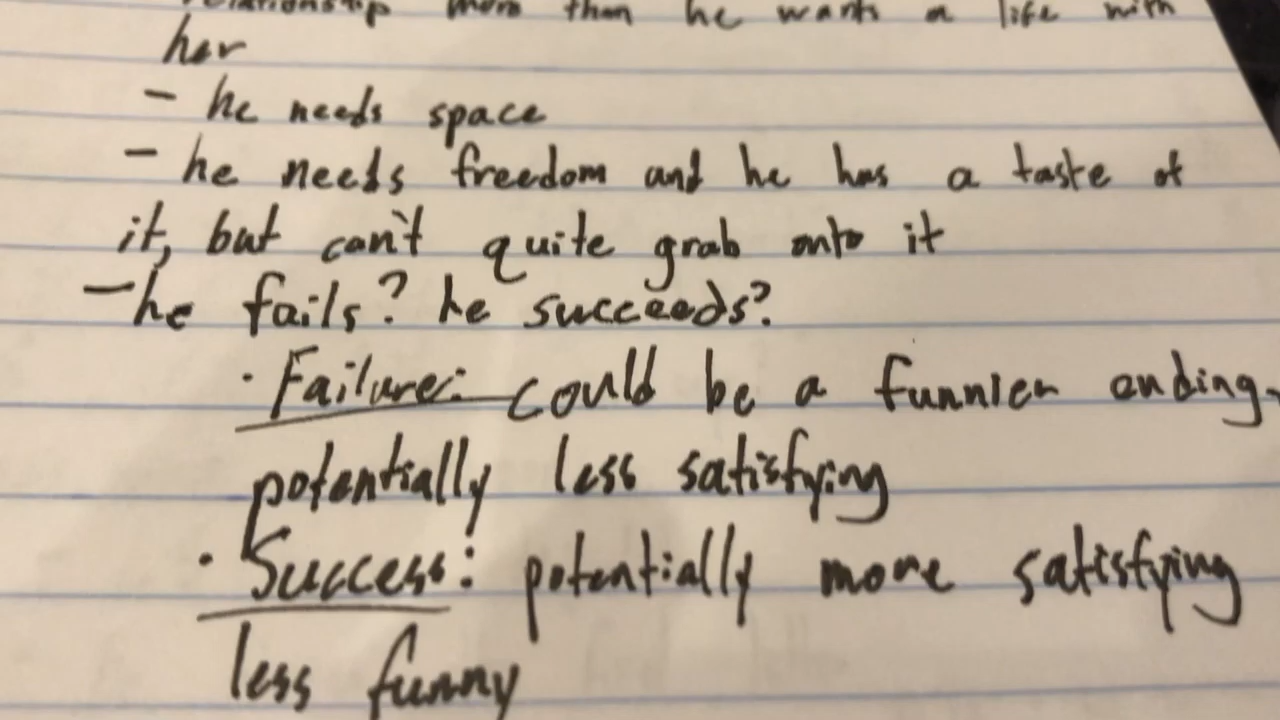 relationship more than he wants a life with
her
- he needs space
- he needs freedom and he has a taste of
it, but can't quite grab onto it
- he fails? he succeeds?
· Failure: could be a funnier ending,
potentially less satisfying
· Success: potentially more satisfying
less funny